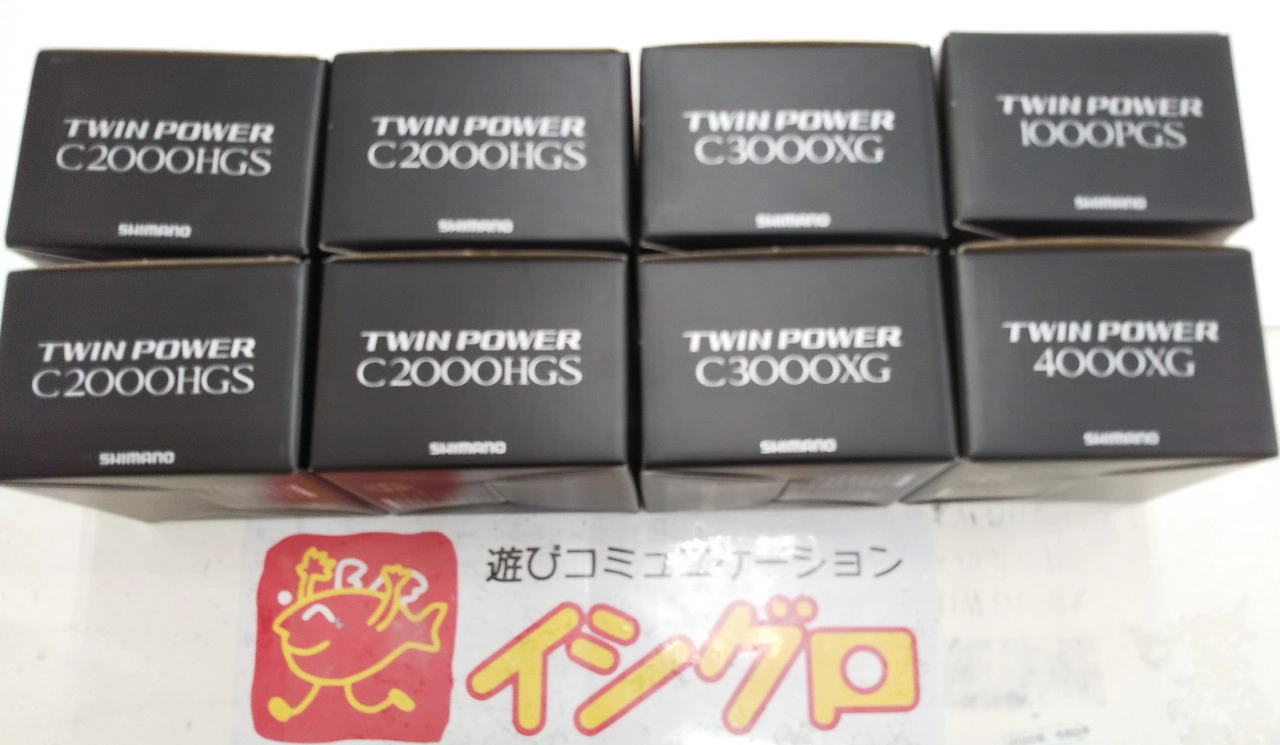 TWIN POWER
C2000HGS
SHIMANO
TWIN POWER
C2000HGS
SHIMANO
TWIN POWER
C3000XG
SHIMANO
TWIN POWER
1000PGS
SHIMANO
TWIN POWER
C2000HGS
SHIMANO
TWIN POWER
C2000HGS
SHIMANO
TWIN POWER
C3000XG
SHIMANO
TWIN POWER
4000XG
SHIMANO
遊びコミュニケーション
イシグロ